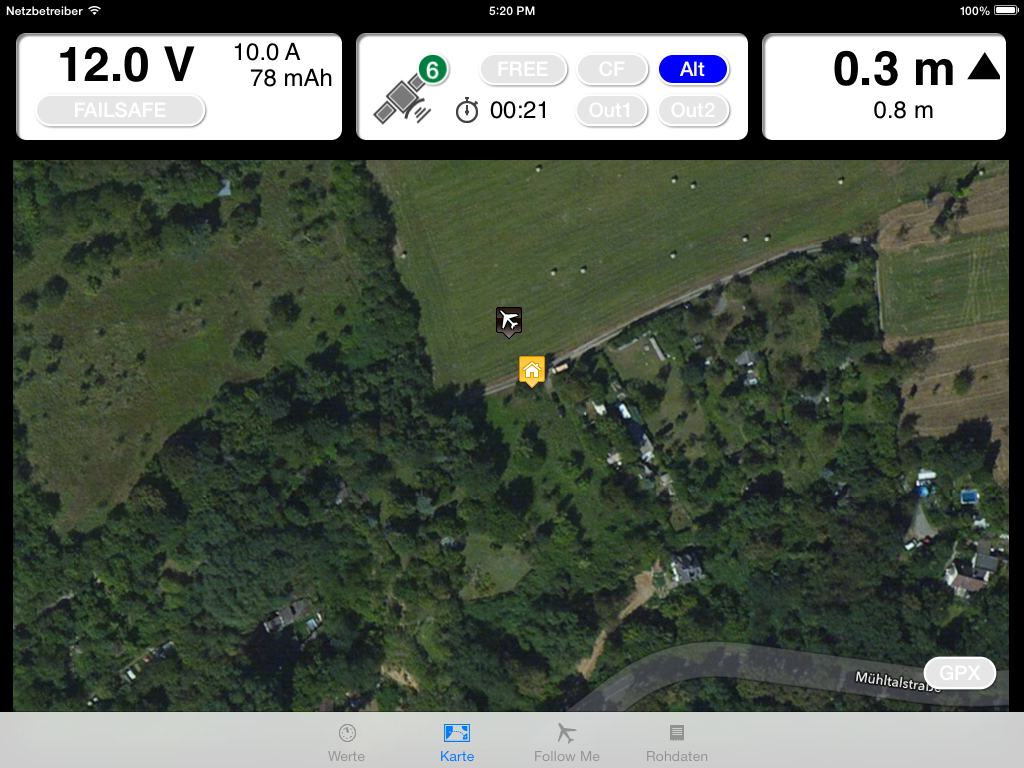 Netzbetreiber 5:20 PM 100%
12.0 V
10.0 A
78 mAh
FAILSAFE
6
FREE CF Alt
00:21 Out1 Out2
0.3 m
0.8 m
Mühltalstraße
GPX
Werte Karte Follow Me Rohdaten